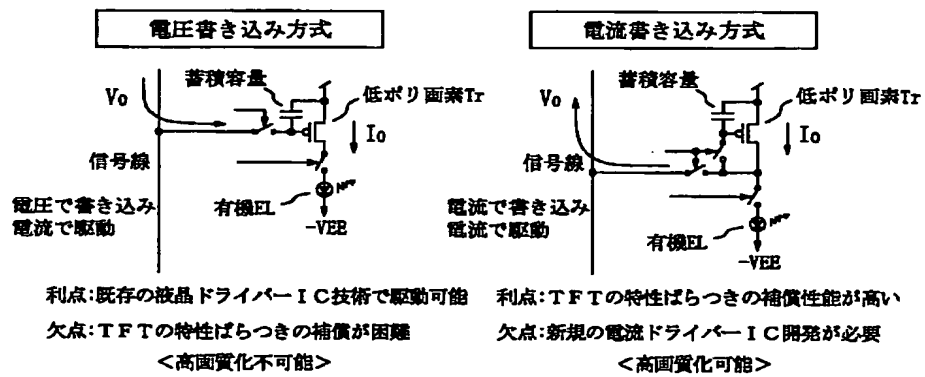 電圧書き込み方式
蓄積容量
Vo
低ポリ画素Tr
Io
信号線
電圧で書き込み
電流で駆動
有機EL
-VEE
利点:既存の液晶ドライバーIC技術で駆動可能
欠点:TFTの特性ばらつきの補償が困難
<高画質化不可能>
電流書き込み方式
蓄積容量
Vo
低ポリ画素Tr
Io
信号線
電流で書き込み
電流で駆動
有機EL
-VEE
利点:TFTの特性ばらつきの補償性能が高い
欠点:新規の電流ドライバーIC開発が必要
<高画質化可能>